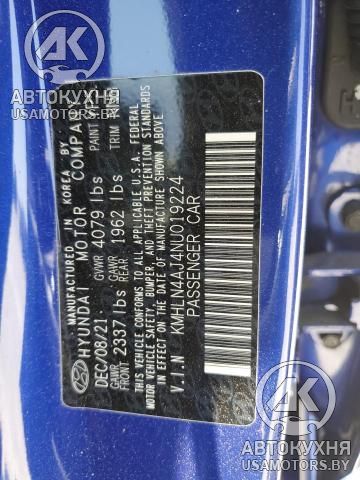 АК
АВТОКУХНЯ
USAMOTORS.BY
MANUFACTURED IN KOREA BY
HYUNDAI MOTOR COMPANY
DEC/08/21
GVWR 4079 lbs
PAINT
GAWR FRONT 2337 lbs
GAWR REAR 1962 lbs
TRIM
THIS VEHICLE CONFORMS TO ALL APPLICABLE U.S.A. FEDERAL
MOTOR VEHICLE SAFETY, BUMPER, AND THEFT PREVENTION
STANDARDS IN EFFECT ON THE DATE OF MANUFACTURE SHOWN ABOVE
V.I.N KMHLN4AJ4NU019224
PASSENGER CAR
АВТОКУХНЯ
USAMOTORS.BY